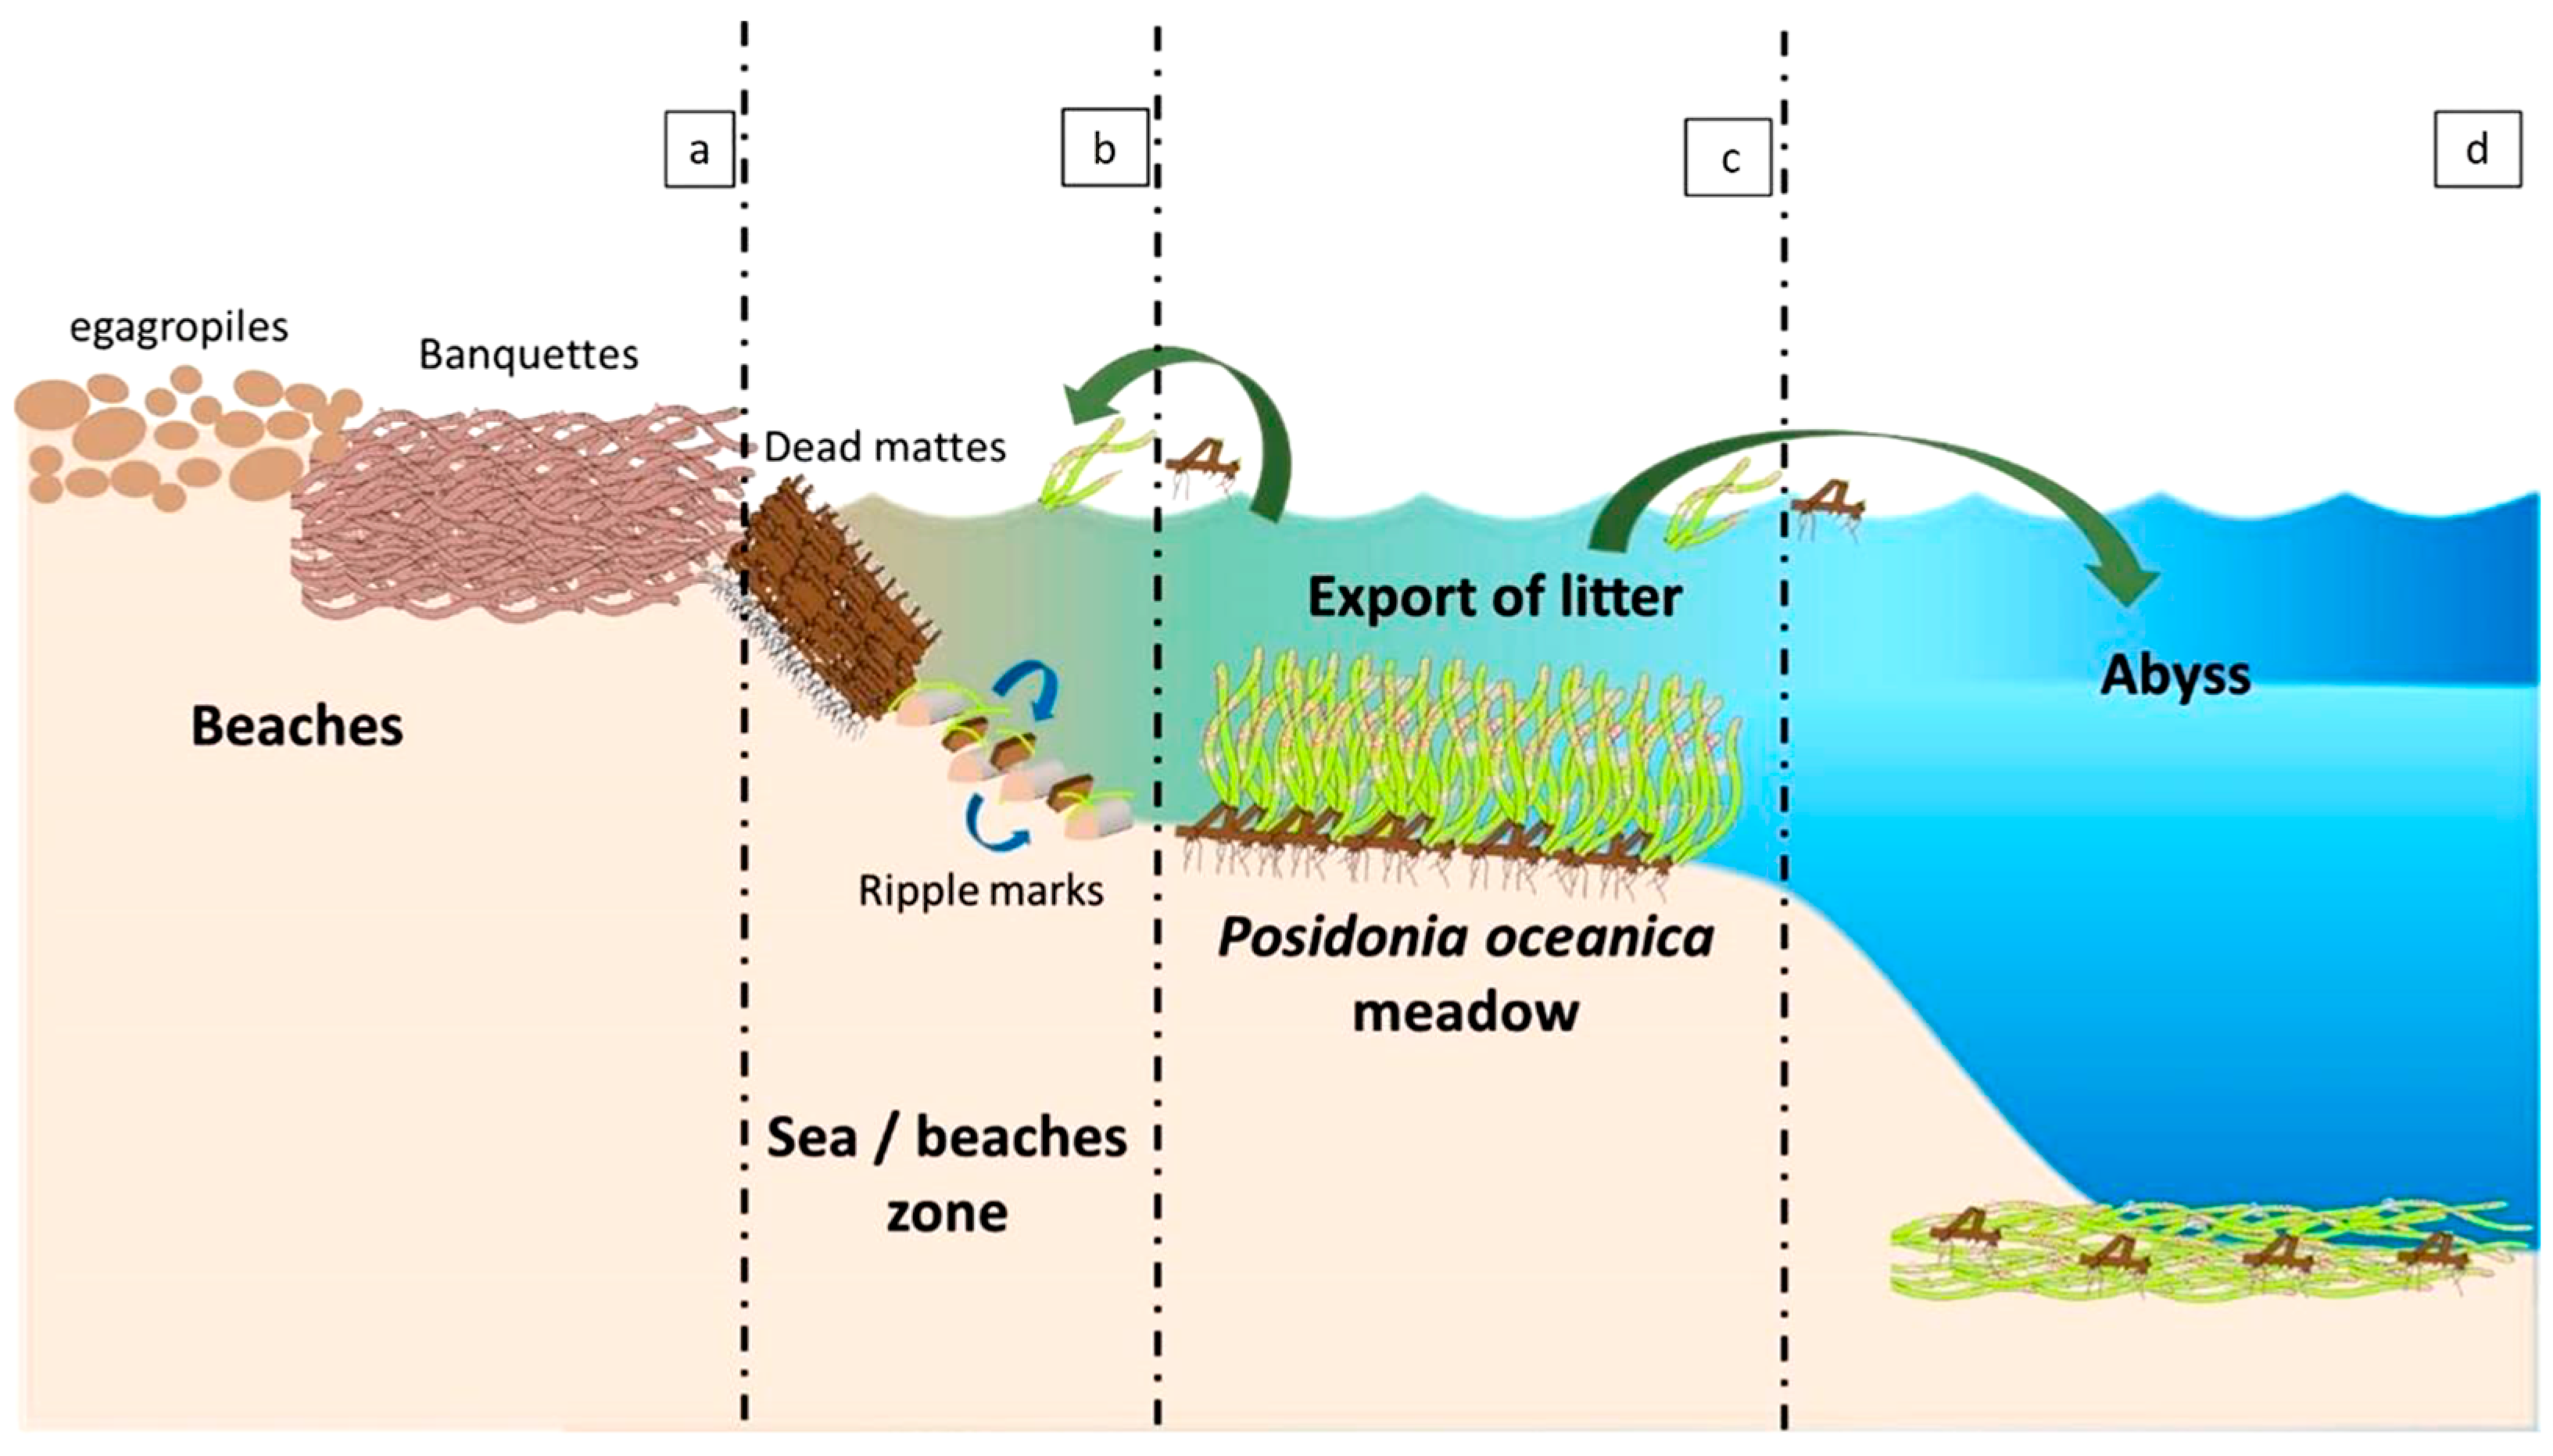 a
b
c
d
egagropiles
Banquettes
Dead mattes
Export of litter
Abyss
Beaches
Ripple marks
Posidonia oceanica
meadow
Sea / beaches
zone